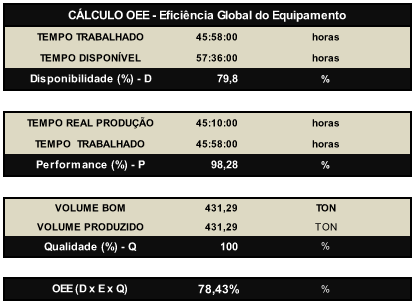 CÁLCULO OEE - Eficiência Global do Equipamento
TEMPO TRABALHADO 45:58:00 horas
TEMPO DISPONÍVEL 57:36:00 horas
Disponibilidade (%) - D 79,8 %
TEMPO REAL PRODUÇÃO 45:10:00 horas
TEMPO TRABALHADO 45:58:00 horas
Performance (%) - P 98,28 %
VOLUME BOM 431,29 TON
VOLUME PRODUZIDO 431,29 TON
Qualidade (%) - Q 100 %
OEE (D x E x Q) 78,43% %